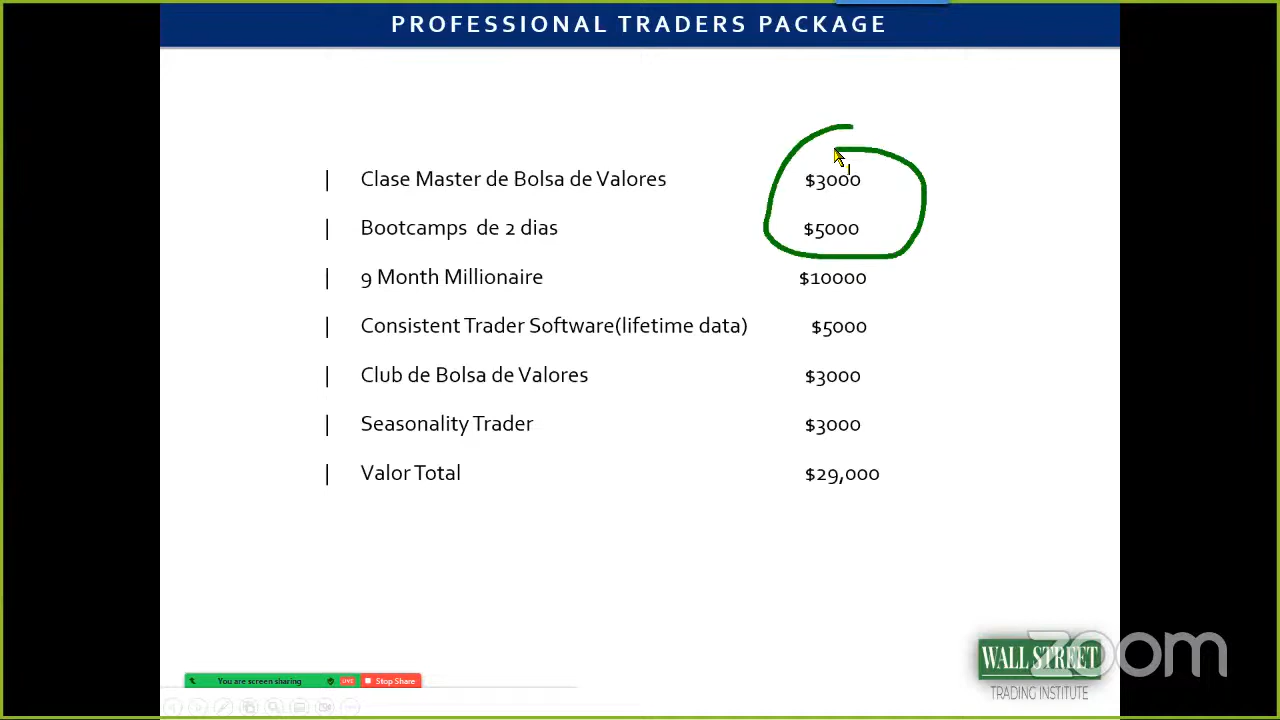 PROFESSIONAL TRADERS PACKAGE
| Clase Master de Bolsa de Valores $3000
| Bootcamps de 2 dias $5000
| 9 Month Millionaire $10000
| Consistent Trader Software(lifetime data) $5000
| Club de Bolsa de Valores $3000
| Seasonality Trader $3000
| Valor Total $29,000
WALL STREET
TRADING INSTITUTE
zoom
You are screen sharing LIVE Stop Share